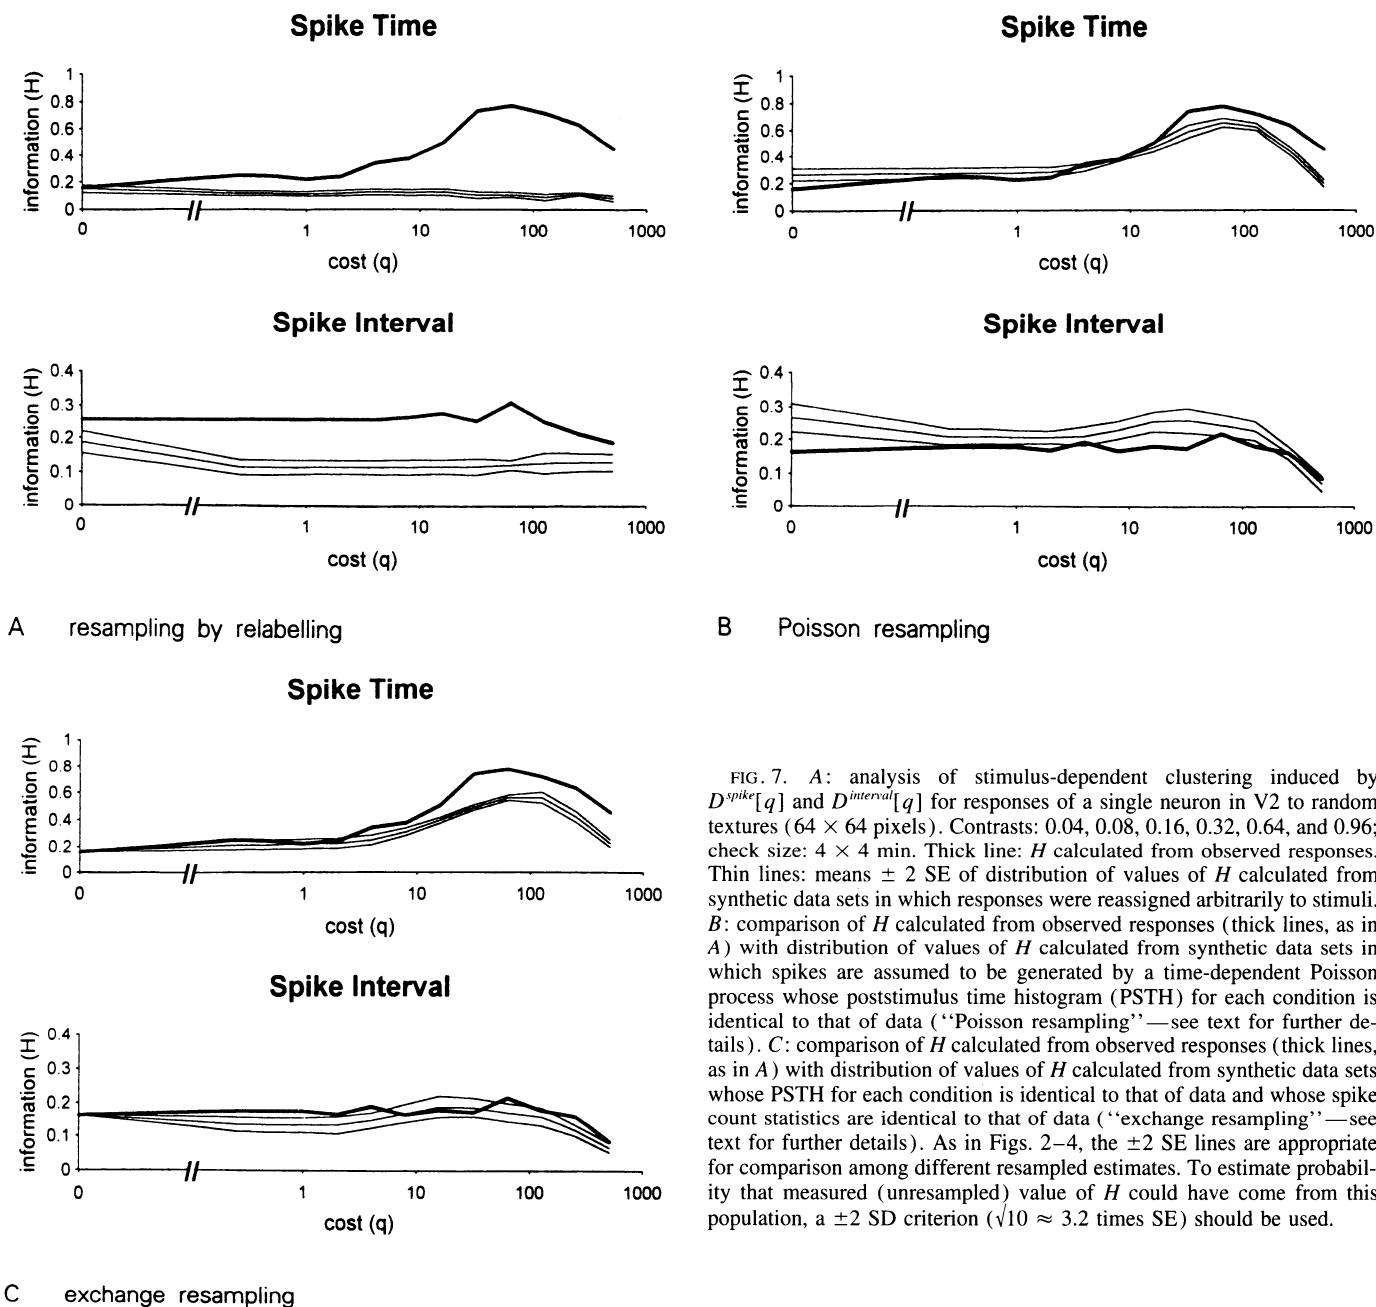 Spike Time
information (H)
1
0.8
0.6
0.4
0.2
0
0 1 10 100 1000
cost (q)
Spike Interval
information (H)
0.4
0.3
0.2
0.1
0
0 1 10 100 1000
cost (q)
A resampling by relabelling
Spike Time
information (H)
1
0.8
0.6
0.4
0.2
0
0 1 10 100 1000
cost (q)
Spike Interval
information (H)
0.4
0.3
0.2
0.1
0
0 1 10 100 1000
cost (q)
B Poisson resampling
Spike Time
information (H)
1
0.8
0.6
0.4
0.2
0
0 1 10 100 1000
cost (q)
Spike Interval
information (H)
0.4
0.3
0.2
0.1
0
0 1 10 100 1000
cost (q)
C exchange resampling
FIG. 7. A: analysis of stimulus-dependent clustering induced by
D^spike[q] and D^interval[q] for responses of a single neuron in V2 to random
textures (64 × 64 pixels). Contrasts: 0.04, 0.08, 0.16, 0.32, 0.64, and 0.96;
check size: 4 × 4 min. Thick line: H calculated from observed responses.
Thin lines: means ± 2 SE of distribution of values of H calculated from
synthetic data sets in which responses were reassigned arbitrarily to stimuli.
B: comparison of H calculated from observed responses (thick lines, as in
A) with distribution of values of H calculated from synthetic data sets in
which spikes are assumed to be generated by a time-dependent Poisson
process whose poststimulus time histogram (PSTH) for each condition is
identical to that of data (‘‘Poisson resampling’’—see text for further de-
tails). C: comparison of H calculated from observed responses (thick lines,
as in A) with distribution of values of H calculated from synthetic data sets
whose PSTH for each condition is identical to that of data and whose spike
count statistics are identical to that of data (‘‘exchange resampling’’—see
text for further details). As in Figs. 2–4, the ±2 SE lines are appropriate
for comparison among different resampled estimates. To estimate probabil-
ity that measured (unresampled) value of H could have come from this
population, a ±2 SD criterion (√10 ≈ 3.2 times SE) should be used.